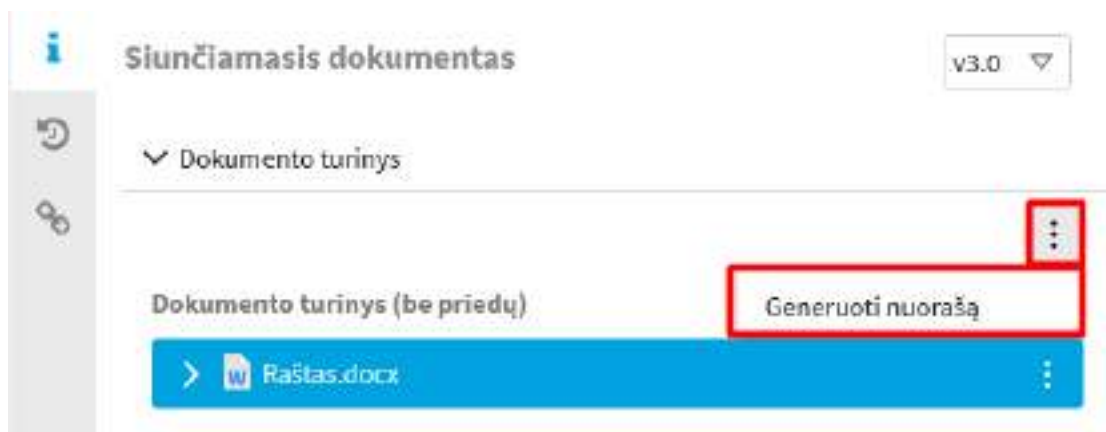 Siunčiamasis dokumentas
v3.0
Dokumento turinys
Dokumento turinys (be priedų)
Generuoti nuorašą
Raštas.docx